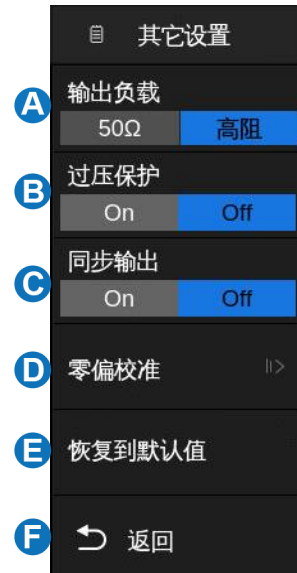 其它设置
A
输出负载
50Ω 高阻
B
过压保护
On Off
C
同步输出
On Off
D
零偏校准
E
恢复到默认值
F
返回